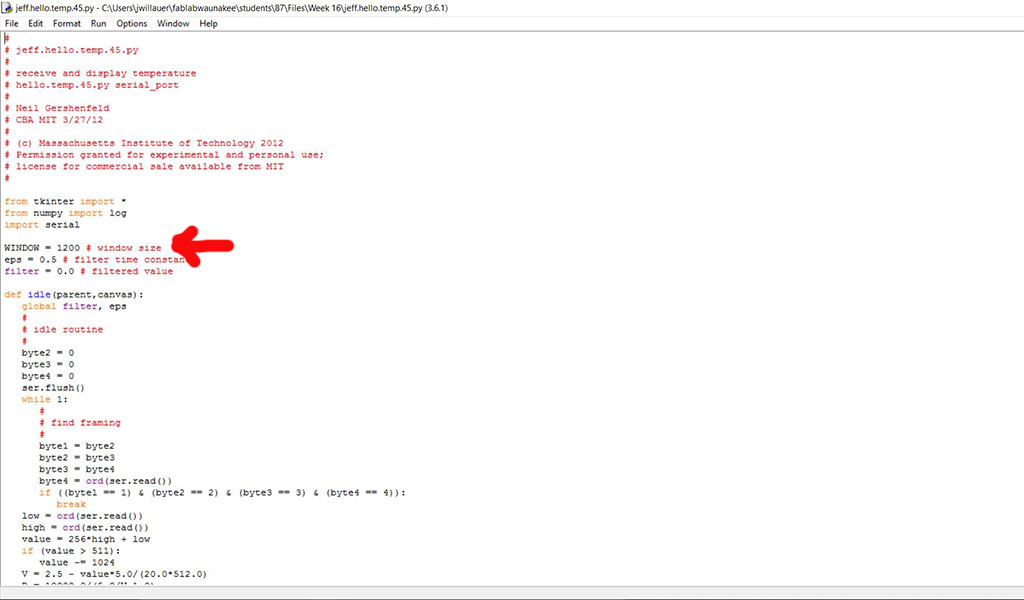 jeff.hello.temp.45.py - C:\Users\jwillauer\fablabwaunakee\students\87\Files\Week 16\jeff.hello.temp.45.py (3.6.1)
File Edit Format Run Options Window Help
#
# jeff.hello.temp.45.py
#
# receive and display temperature
# hello.temp.45.py serial_port
#
# Neil Gershenfeld
# CBA MIT 3/27/12
#
# (c) Massachusetts Institute of Technology 2012
# Permission granted for experimental and personal use;
# license for commercial sale available from MIT
#
from tkinter import *
from numpy import log
import serial
WINDOW = 1200 # window size
eps = 0.5 # filter time constan
filter = 0.0 # filtered value
def idle(parent,canvas):
global filter, eps
#
# idle routine
#
byte2 = 0
byte3 = 0
byte4 = 0
ser.flush()
while 1:
#
# find framing
#
byte1 = byte2
byte2 = byte3
byte3 = byte4
byte4 = ord(ser.read())
if ((byte1 == 1) & (byte2 == 2) & (byte3 == 3) & (byte4 == 4)):
break
low = ord(ser.read())
high = ord(ser.read())
value = 256*high + low
if (value > 511):
value -= 1024
V = 2.5 - value*5.0/(20.0*512.0)